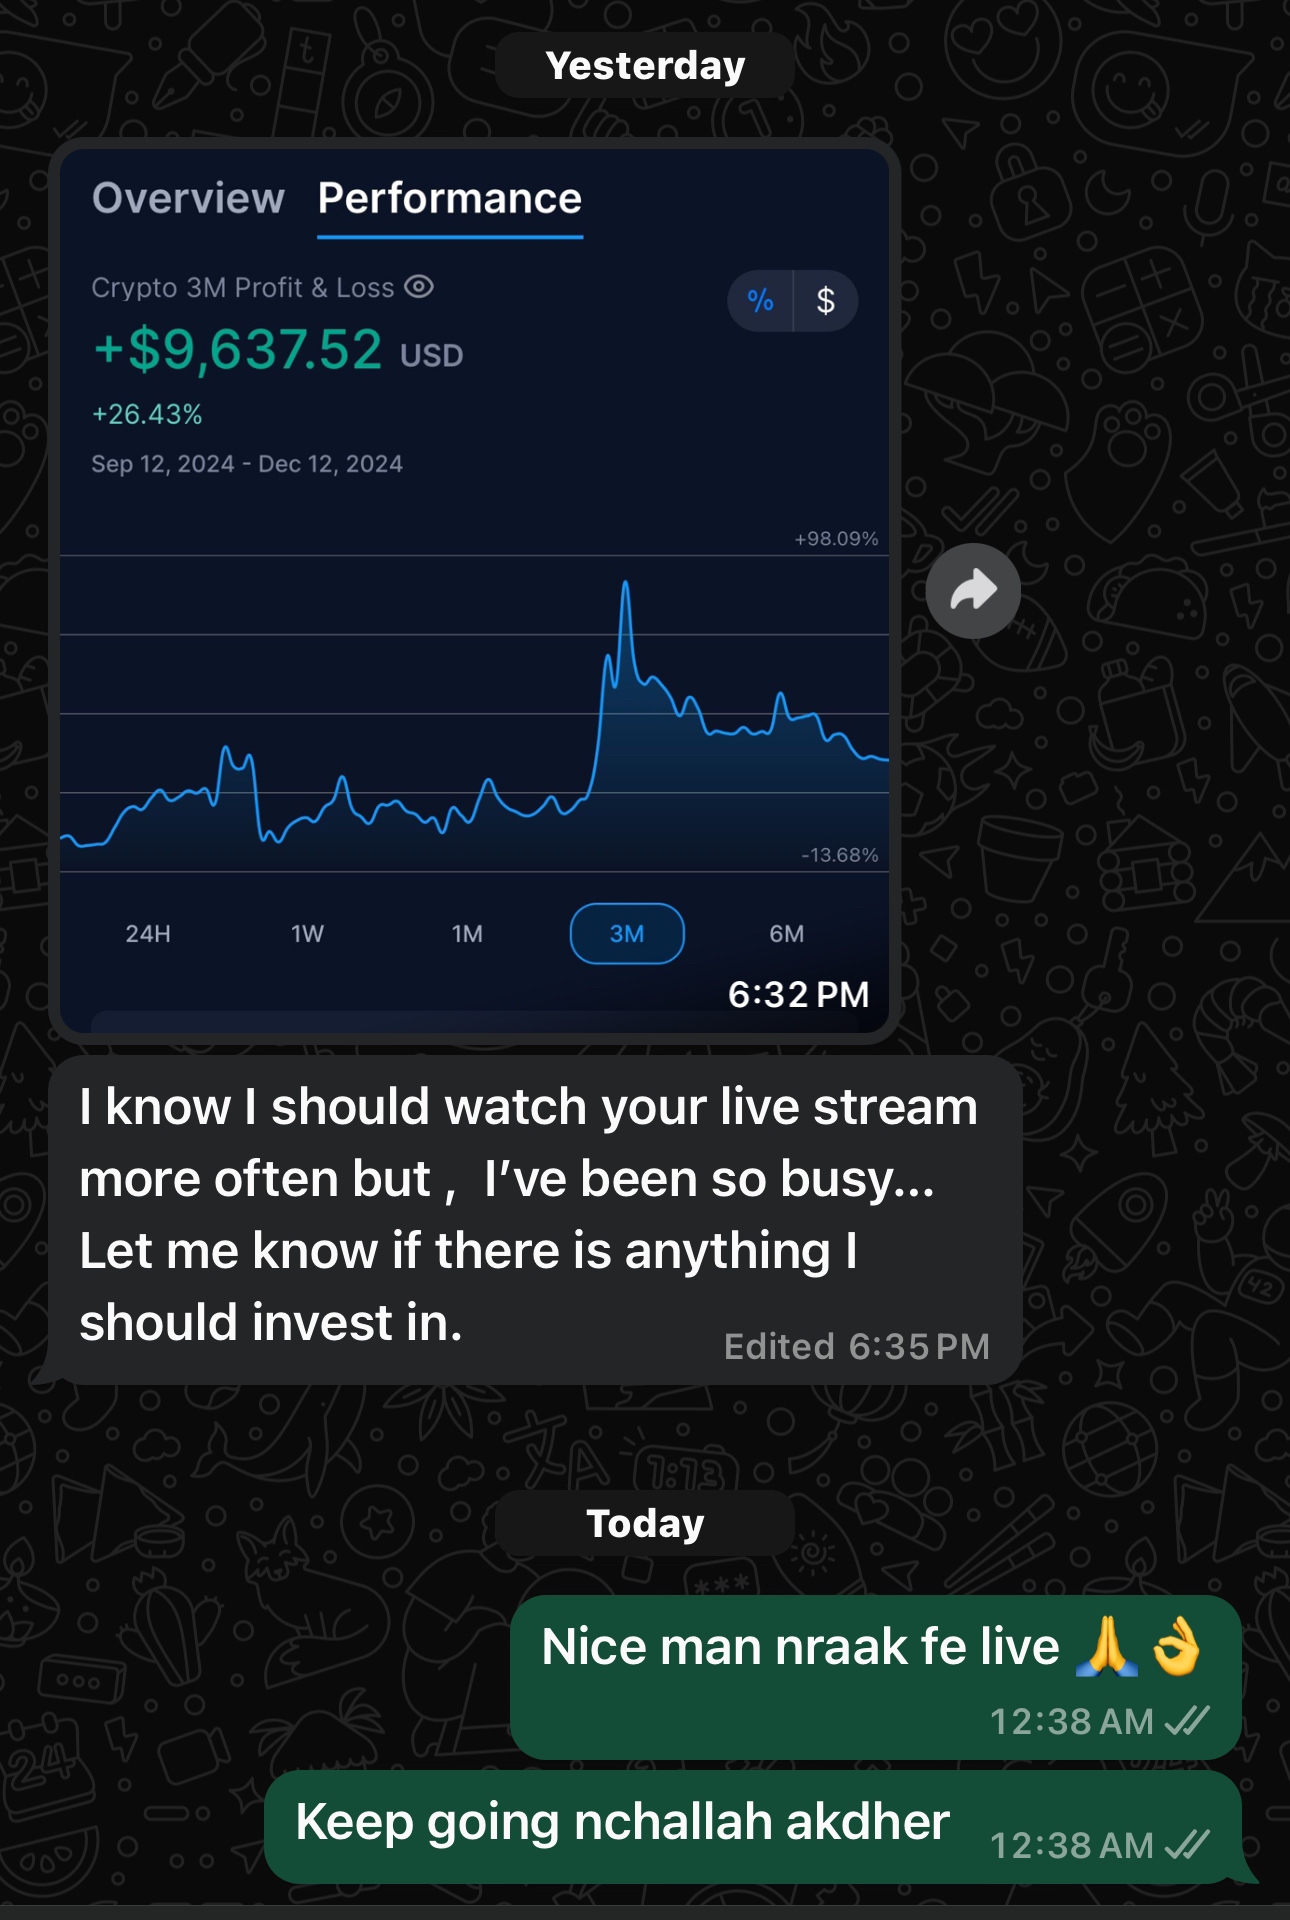 Yesterday
Overview Performance
Crypto 3M Profit & Loss
% $
+$9,637.52 USD
+26.43%
Sep 12, 2024 - Dec 12, 2024
+98.09%
-13.68%
24H 1W 1M 3M 6M
6:32 PM
I know I should watch your live stream
more often but ,  I’ve been so busy...
Let me know if there is anything I
should invest in.
Edited 6:35 PM
Today
Nice man nraak fe live 🙏👌
12:38 AM
Keep going nchallah akdher
12:38 AM